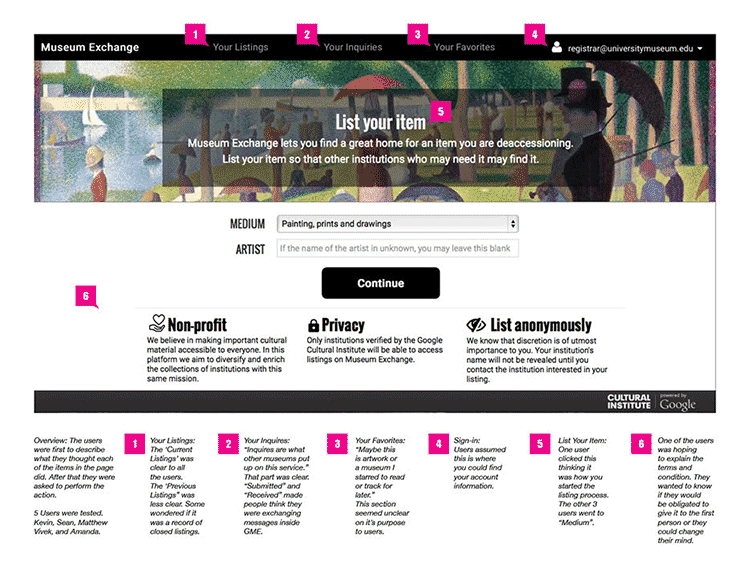 1 2 3 4
Museum Exchange Your Listings Your Inquiries Your Favorites registrar@universitymuseum.edu
List your item 5
Museum Exchange lets you find a great home for an item you are deaccessioning.
List your item so that other institutions who may need it may find it.
MEDIUM Painting, prints and drawings
ARTIST If the name of the artist in unknown, you may leave this blank
Continue
6
Non-profit
We believe in making important cultural
material accessible to everyone. In this
platform we aim to diversify and enrich
the collections of institutions with this
same mission.
Privacy
Only institutions verified by the Google
Cultural Institute will be able to access
listings on Museum Exchange.
List anonymously
We know that discretion is of utmost
importance to you. Your institution's
name will not be revealed until you
contact the institution interested in your
listing.
CULTURAL
INSTITUTE
powered by
Google
Overview: The users
were first to describe
what they thought each
of the items in the page
did. After that they were
asked to perform the
action.
5 Users were tested.
Kevin, Sean, Matthew
Vivek, and Amanda.
1
Your Listings:
The 'Current
Listings' was
clear to all
the users.
The "Previous
Listings" was
less clear. Some
wondered if it
was a record of
closed listings.
2
Your Inquires:
"Inquires are what
other museums put
up on this service."
That part was clear.
"Submitted" and
"Received" made
people think they
were exchanging
messages inside
GME.
3
Your Favorites:
"Maybe this
is artwork or
a museum I
starred to read
or track for
later."
This section
seemed unclear
on it's purpose
to users.
4
Sign-in:
Users assumed
this is where
you could find
your account
information.
5
List Your Item:
One user
clicked this
thinking it
was how you
started the
listing process.
The other 3
users went to
"Medium".
6
One of the users
was hoping
to explain the
terms and
condition. They
wanted to know
if they would
be obligated to
give it to the first
person or they
could change
their mind.